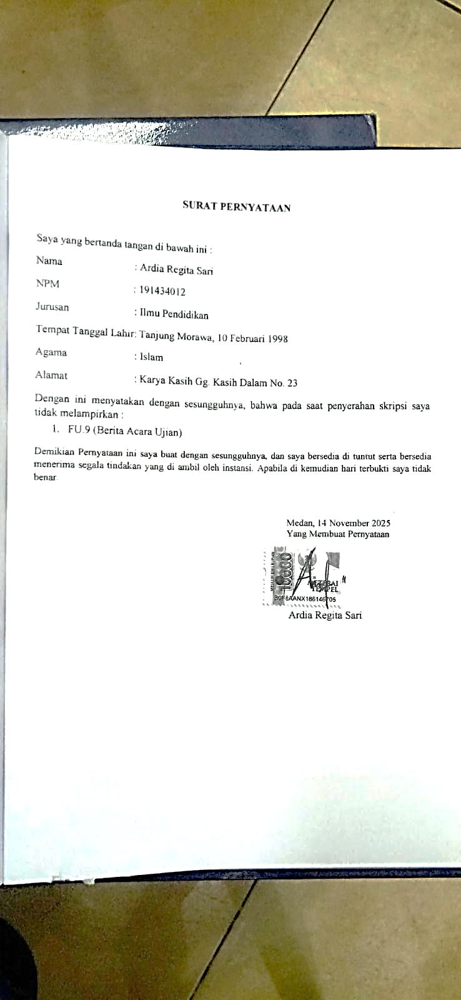 SURAT PERNYATAAN
Saya yang bertanda tangan di bawah ini :
Nama : Ardia Regita Sari
NPM : 191434012
Jurusan : Ilmu Pendidikan
Tempat Tanggal Lahir: Tanjung Morawa, 10 Februari 1998
Agama : Islam
Alamat : Karya Kasih Gg. Kasih Dalam No. 23
Dengan ini menyatakan dengan sesungguhnya, bahwa pada saat penyerahan skripsi saya
tidak melampirkan :
1. FU.9 (Berita Acara Ujian)
Demikian Pernyataan ini saya buat dengan sesungguhnya, dan saya bersedia di tuntut serta bersedia
menerima segala tindakan yang di ambil oleh instansi. Apabila di kemudian hari terbukti saya tidak
benar.
Medan, 14 November 2025
Yang Membuat Pernyataan
10000
METERAI
TEMPEL
Ardia Regita Sari